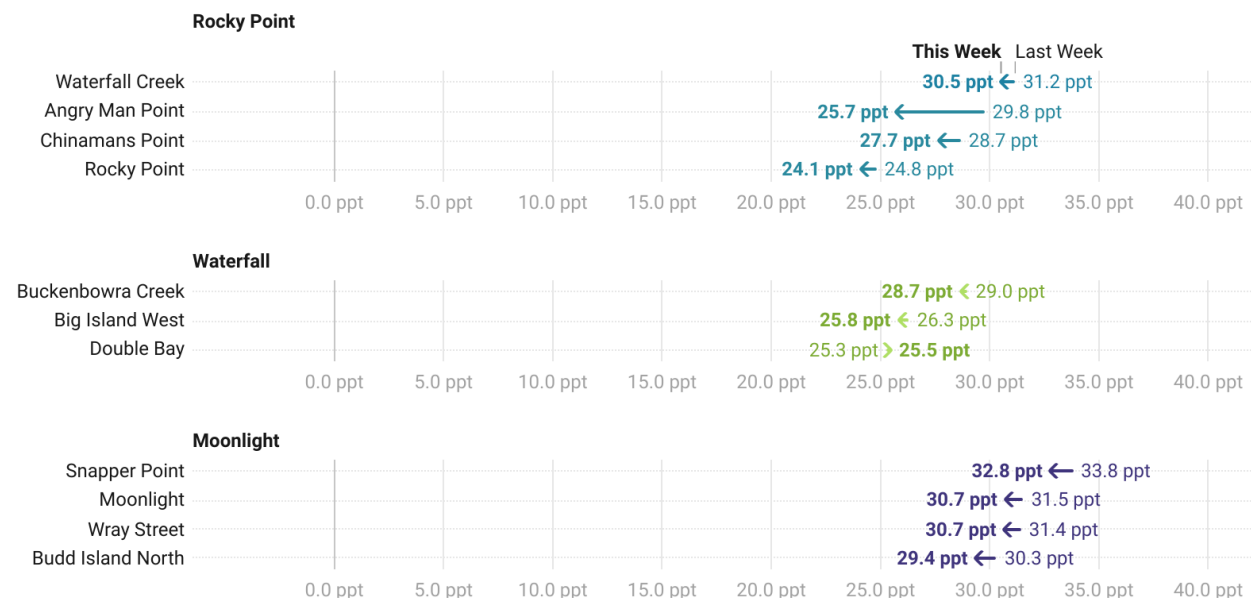 Rocky Point
This Week Last Week
Waterfall Creek 30.5 ppt 31.2 ppt
Angry Man Point 25.7 ppt 29.8 ppt
Chinamans Point 27.7 ppt 28.7 ppt
Rocky Point 24.1 ppt 24.8 ppt
0.0 ppt 5.0 ppt 10.0 ppt 15.0 ppt 20.0 ppt 25.0 ppt 30.0 ppt 35.0 ppt 40.0 ppt
Waterfall
Buckenbowra Creek 28.7 ppt 29.0 ppt
Big Island West 25.8 ppt 26.3 ppt
Double Bay 25.3 ppt 25.5 ppt
0.0 ppt 5.0 ppt 10.0 ppt 15.0 ppt 20.0 ppt 25.0 ppt 30.0 ppt 35.0 ppt 40.0 ppt
Moonlight
Snapper Point 32.8 ppt 33.8 ppt
Moonlight 30.7 ppt 31.5 ppt
Wray Street 30.7 ppt 31.4 ppt
Budd Island North 29.4 ppt 30.3 ppt
0.0 ppt 5.0 ppt 10.0 ppt 15.0 ppt 20.0 ppt 25.0 ppt 30.0 ppt 35.0 ppt 40.0 ppt